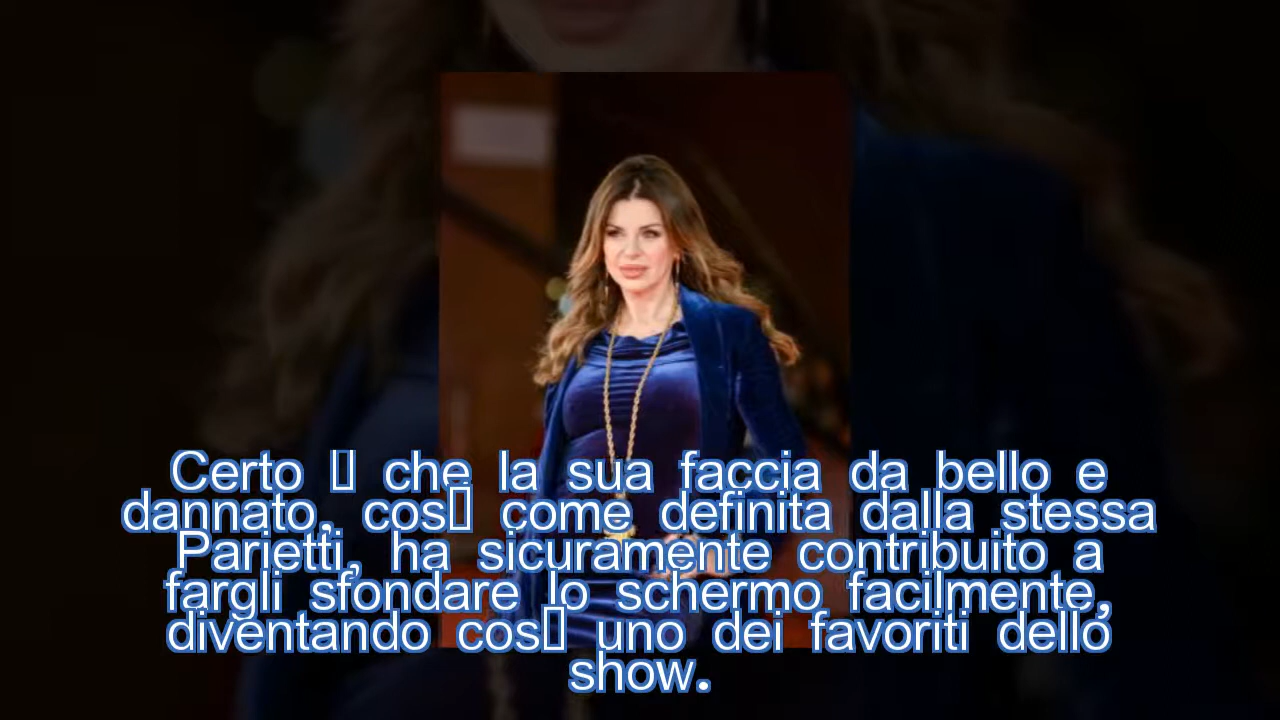 Certo ▯ che la sua faccia da bello e
dannato, cos▯ come definita dalla stessa
Parietti, ha sicuramente contribuito a
fargli sfondare lo schermo facilmente,
diventando cos▯ uno dei favoriti dello
show.